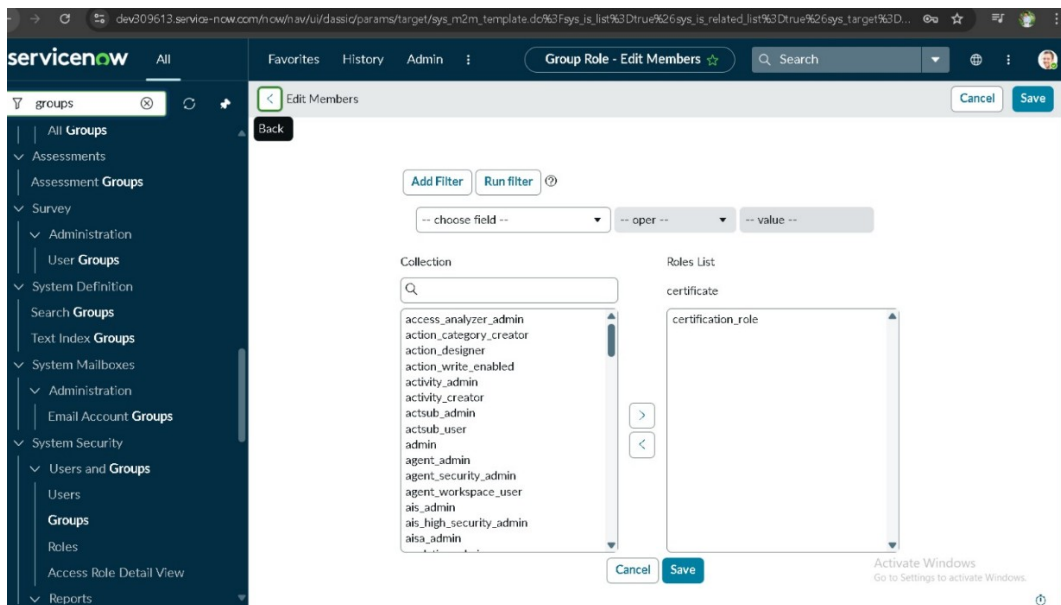 dev309613.service-now.com/now/nav/ui/classic/params/target/sys_m2m_template.do%3Fsys_is_list%3Dtrue%26sys_is_related_list%3Dtrue%26sys_target%3D...
servicenow All Favorites History Admin Group Role - Edit Members Search
groups
Edit Members Cancel Save
Back
All Groups
Assessments
Assessment Groups
Survey
Administration
User Groups
System Definition
Search Groups
Text Index Groups
System Mailboxes
Administration
Email Account Groups
System Security
Users and Groups
Users
Groups
Roles
Access Role Detail View
Reports
Add Filter Run filter
-- choose field -- -- oper -- -- value --
Collection
access_analyzer_admin
action_category_creator
action_designer
action_write_enabled
activity_admin
activity_creator
actsub_admin
actsub_user
admin
agent_admin
agent_security_admin
agent_workspace_user
ais_admin
ais_high_security_admin
aisa_admin
Roles List
certificate
certification_role
Cancel Save
Activate Windows
Go to Settings to activate Windows.